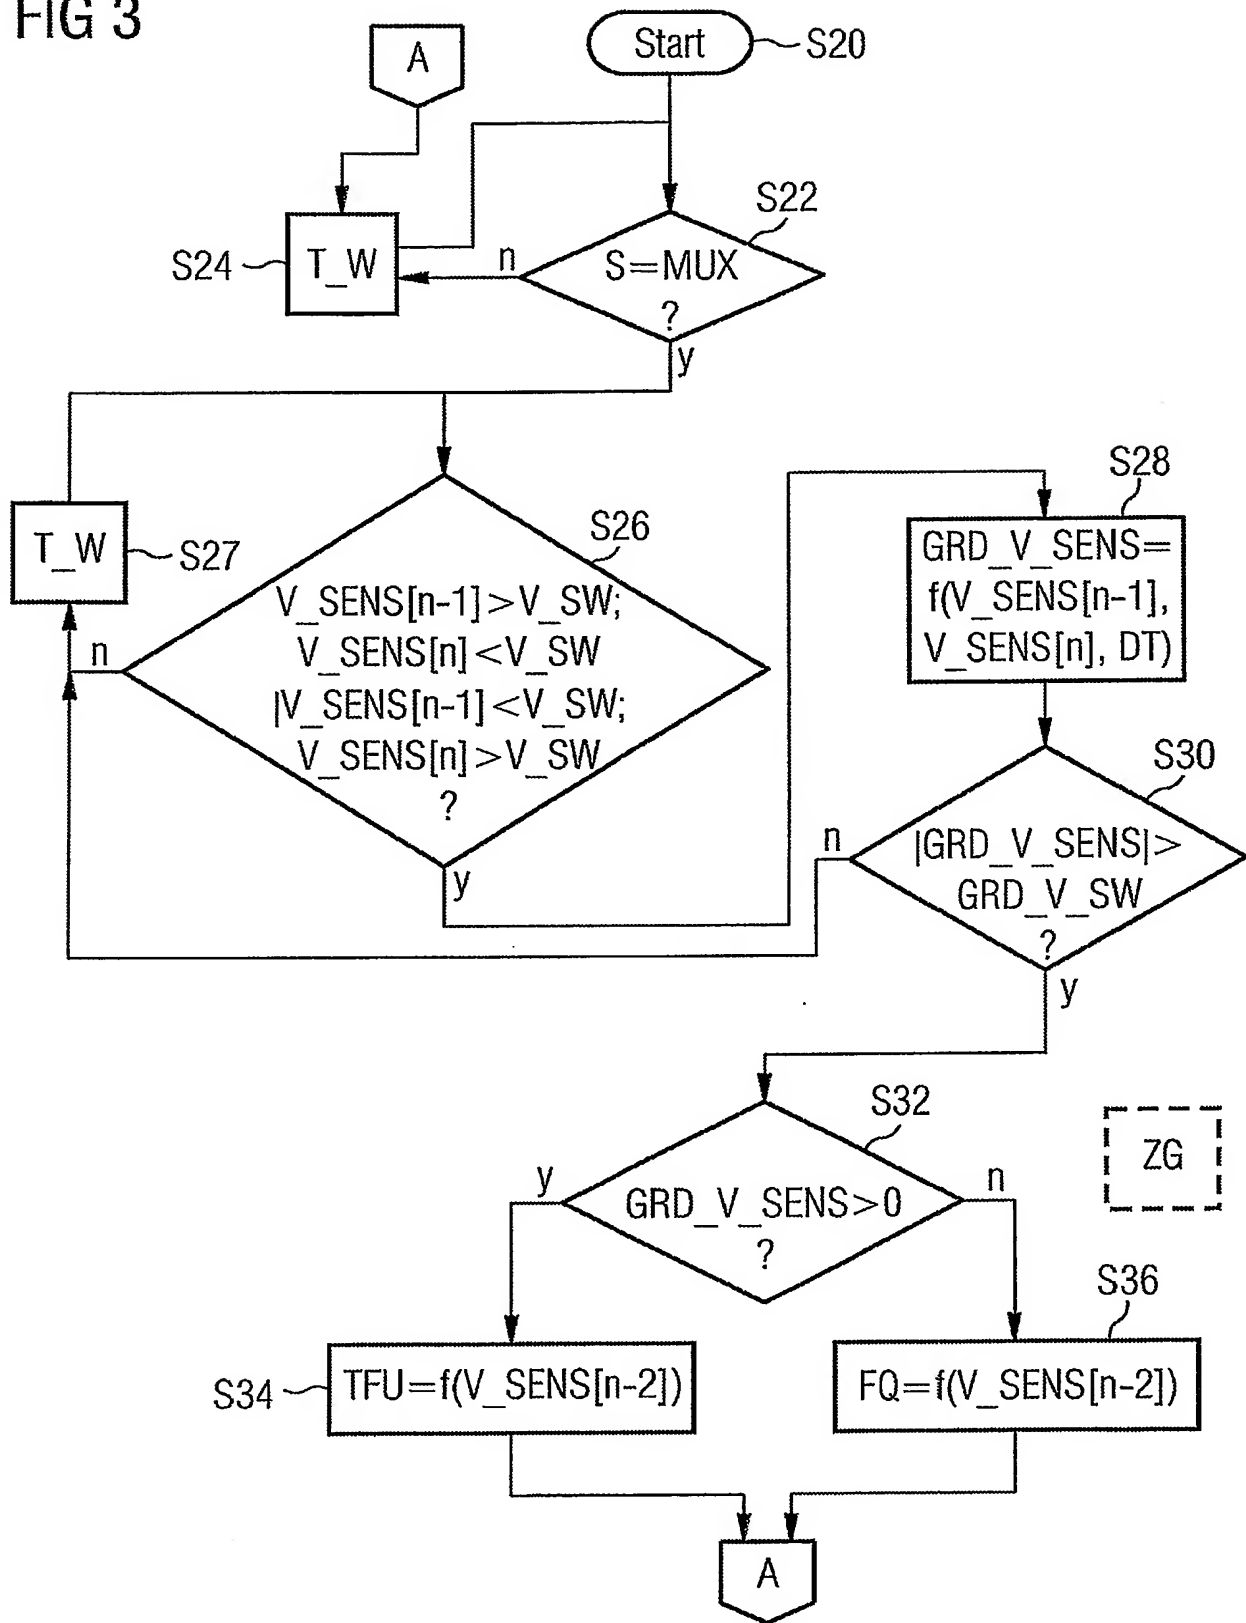 FIG 3
A
Start
S20
S22
S=MUX
?
n
y
S24
T_W
T_W
S27
S26
V_SENS[n-1]>V_SW;
V_SENS[n]<V_SW
|V_SENS[n-1]<V_SW;
V_SENS[n]>V_SW
?
n
y
S28
GRD_V_SENS=
f(V_SENS[n-1],
V_SENS[n], DT)
S30
|GRD_V_SENS|>
GRD_V_SW
?
n
y
S32
GRD_V_SENS>0
?
y
n
ZG
S34
TFU=f(V_SENS[n-2])
S36
FQ=f(V_SENS[n-2])
A